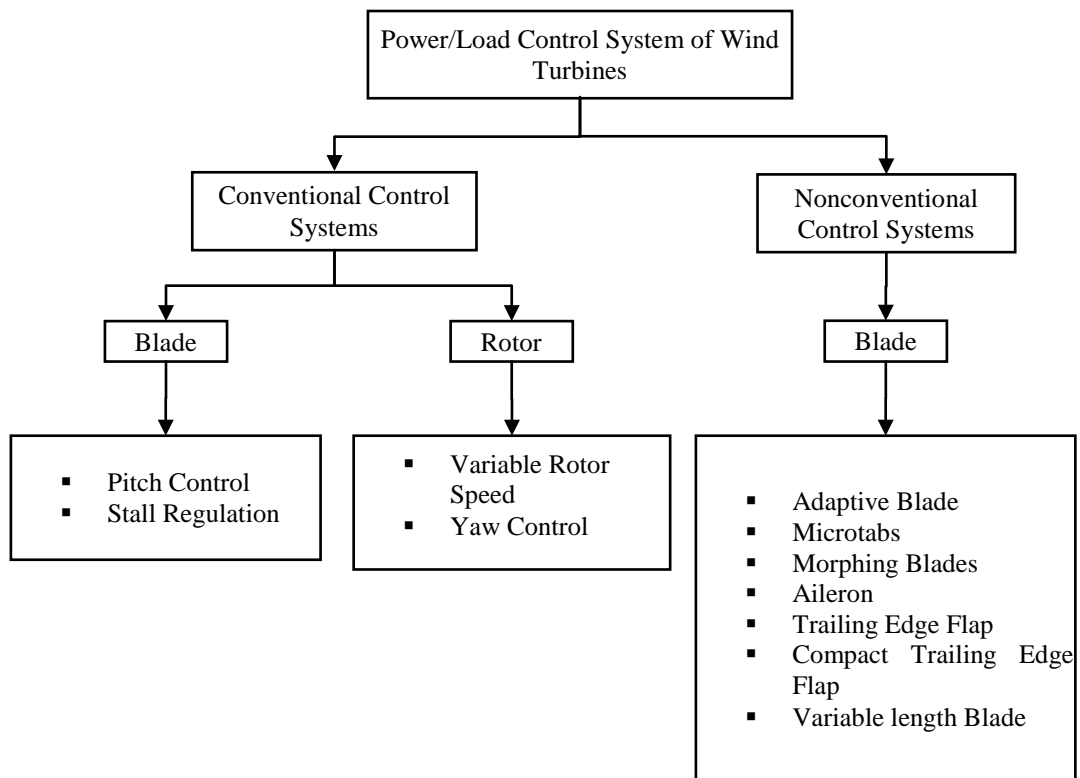 Power/Load Control System of Wind
Turbines
Conventional Control
Systems
Nonconventional
Control Systems
Blade
Rotor
Blade
▪ Pitch Control
▪ Stall Regulation
▪ Variable Rotor
Speed
▪ Yaw Control
▪ Adaptive Blade
▪ Microtabs
▪ Morphing Blades
▪ Aileron
▪ Trailing Edge Flap
▪ Compact Trailing Edge
Flap
▪ Variable length Blade